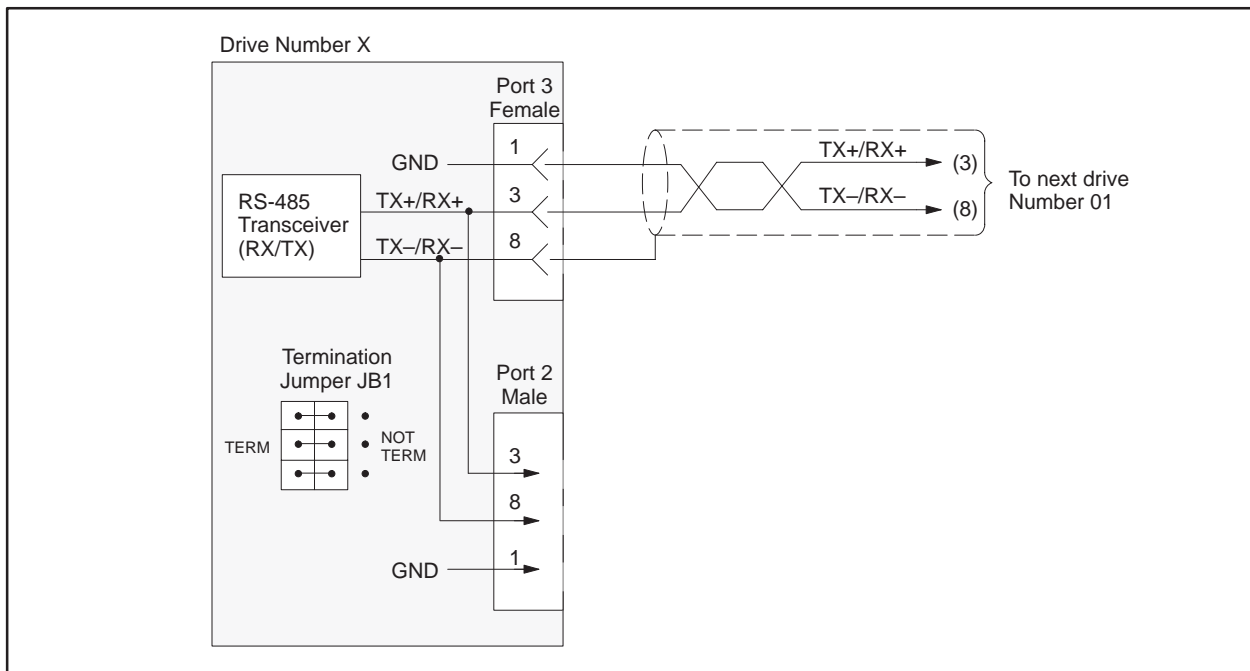 Drive Number X
Port 3
Female
1
GND
TX+/RX+
(3)
3
TX+/RX+
RS-485
Transceiver
(RX/TX)
TX–/RX–
(8)
To next drive
Number 01
8
TX–/RX–
Termination
Jumper JB1
TERM
NOT
TERM
Port 2
Male
3
8
1
GND